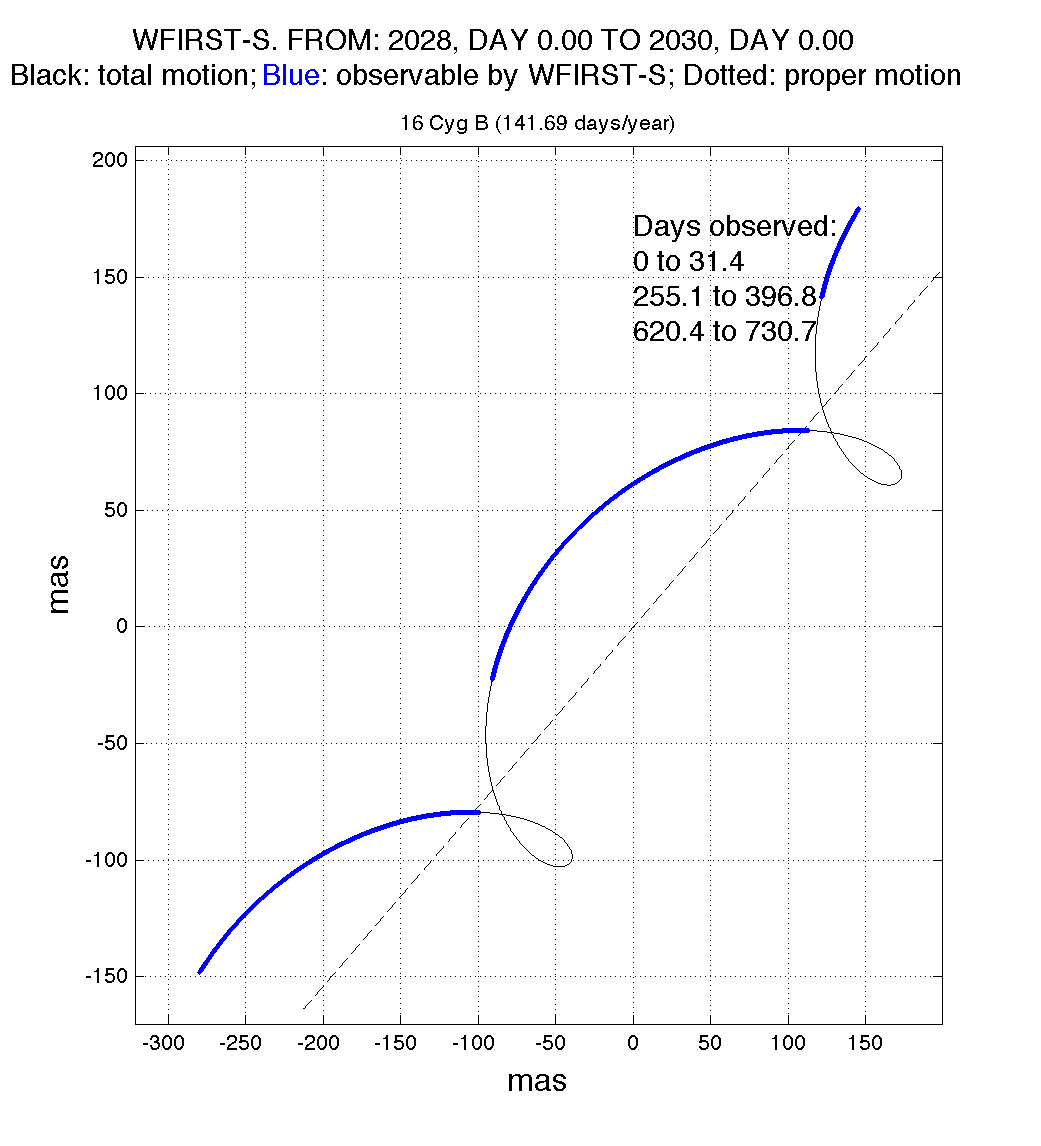 WFIRST-S. FROM: 2028, DAY 0.00 TO 2030, DAY 0.00
Black: total motion; Blue: observable by WFIRST-S; Dotted: proper motion
16 Cyg B (141.69 days/year)
200
150
100
50
0
-50
-100
-150
mas
Days observed:
0 to 31.4
255.1 to 396.8
620.4 to 730.7
-300 -250 -200 -150 -100 -50 0 50 100 150
mas